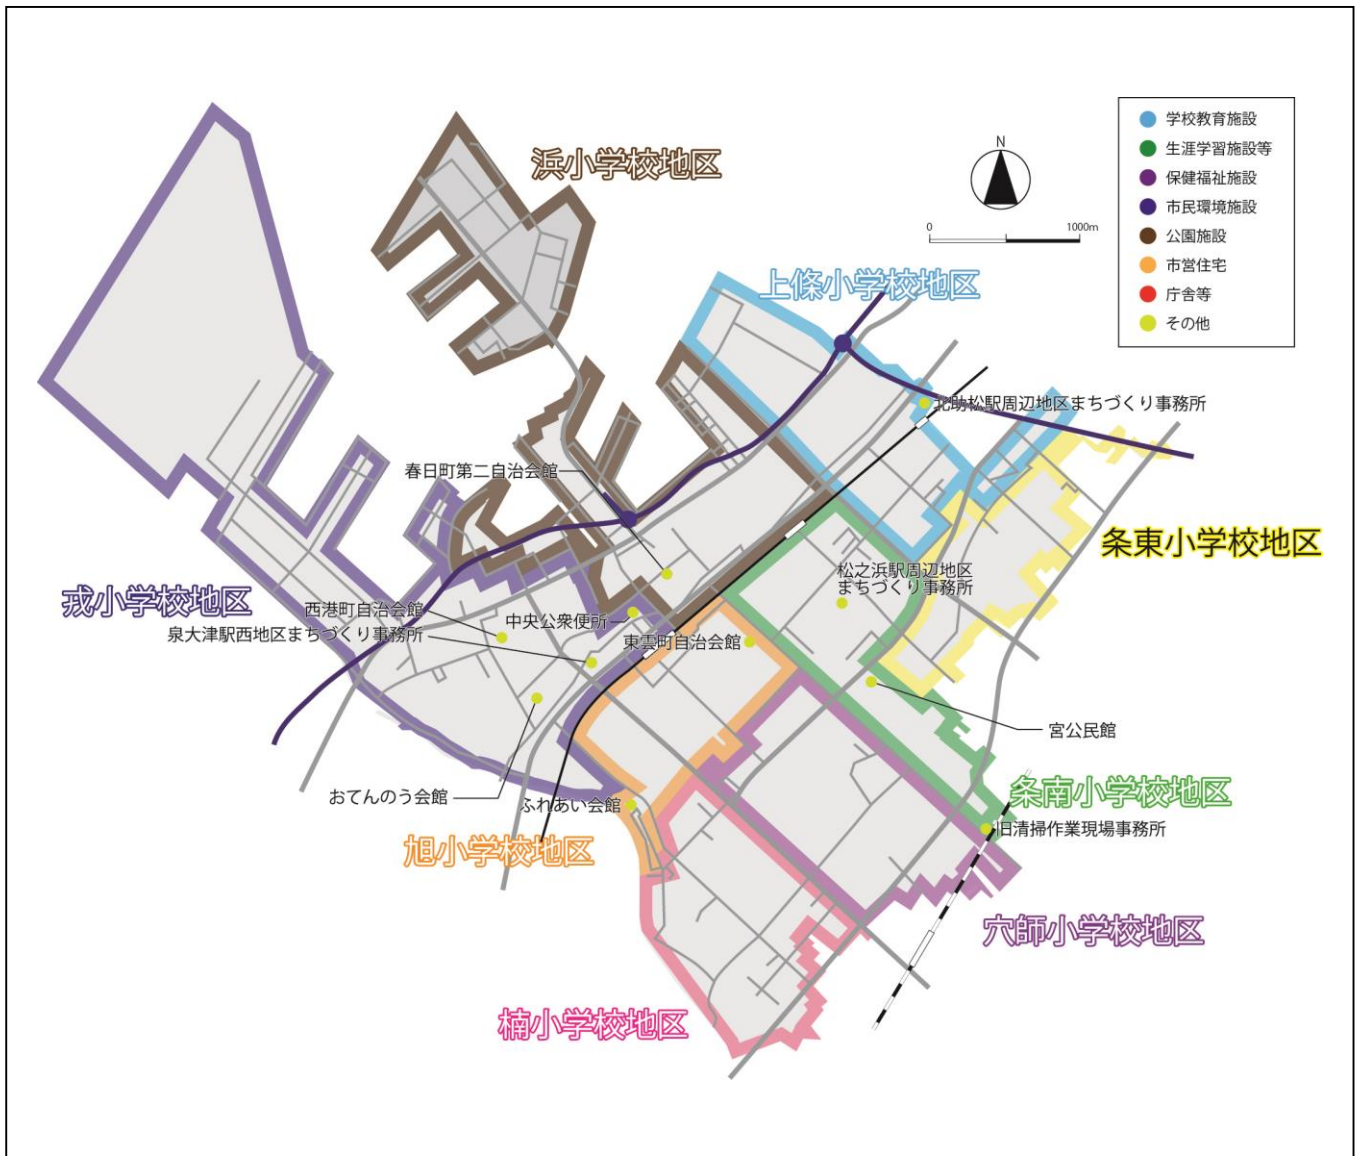 浜小学校地区
N
0 1000m
学校教育施設
生涯学習施設等
保健福祉施設
市民環境施設
公園施設
市営住宅
庁舎等
その他
上條小学校地区
北助松駅周辺地区まちづくり事務所
春日町第二自治会館
条東小学校地区
松之浜駅周辺地区
まちづくり事務所
戎小学校地区
西港町自治会館
中央公衆便所
泉大津駅西地区まちづくり事務所
東雲町自治会館
宮公民館
おてんのう会館
ふれあい会館
条南小学校地区
旧清掃作業現場事務所
旭小学校地区
穴師小学校地区
楠小学校地区